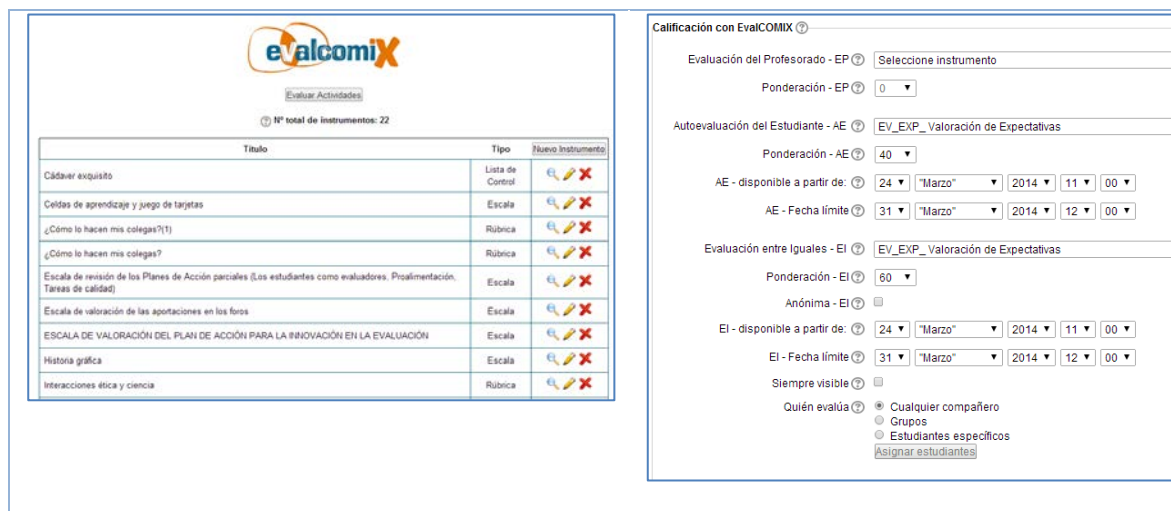 evalcomiX
Evaluar Actividades
Nº total de instrumentos: 22
Título Tipo Nuevo Instrumento
Cádaver exquisito Lista de Control
Celdas de aprendizaje y juego de tarjetas Escala
¿Cómo lo hacen mis colegas?(1) Rúbrica
¿Cómo lo hacen mis colegas? Rúbrica
Escala de revisión de los Planes de Acción parciales (Los estudiantes como evaluadores. Proalimentación.
Tareas de calidad) Escala
Escala de valoración de las aportaciones en los foros Escala
ESCALA DE VALORACIÓN DEL PLAN DE ACCIÓN PARA LA INNOVACIÓN EN LA EVALUACIÓN Escala
Historia gráfica Escala
Interacciones ética y ciencia Rúbrica
Calificación con EvalCOMIX
Evaluación del Profesorado - EP Seleccione instrumento
Ponderación - EP 0
Autoevaluación del Estudiante - AE EV_EXP_ Valoración de Expectativas
Ponderación - AE 40
AE - disponible a partir de: 24 "Marzo" 2014 11 00
AE - Fecha límite 31 "Marzo" 2014 12 00
Evaluación entre Iguales - EI EV_EXP_ Valoración de Expectativas
Ponderación - EI 60
Anónima - EI
EI - disponible a partir de: 24 "Marzo" 2014 11 00
EI - Fecha límite 31 "Marzo" 2014 12 00
Siempre visible
Quién evalúa Cualquier compañero
Grupos
Estudiantes específicos
Asignar estudiantes